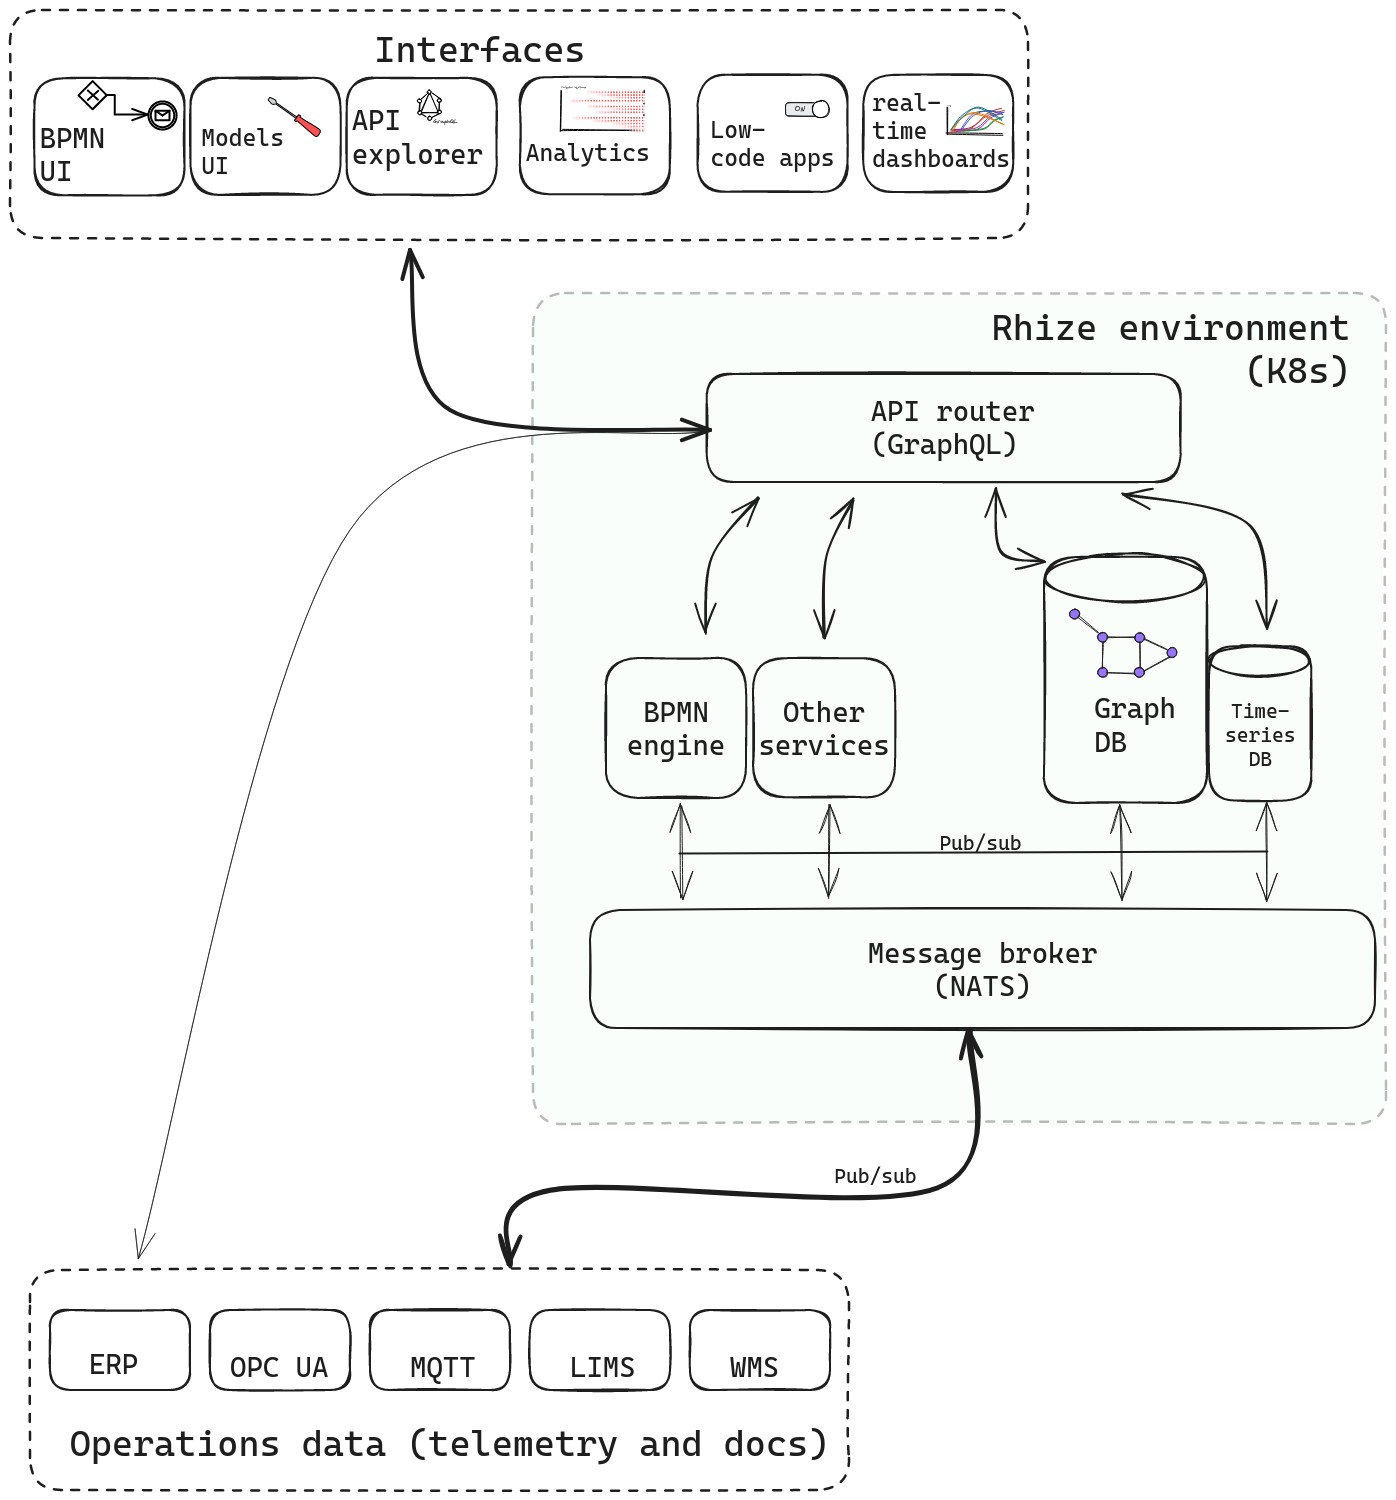 Interfaces
BPMN
UI
Models
UI
API
explorer
GraphQL
Analytics
ON
Low-
code apps
real-
time
dashboards
Rhize environment
(K8s)
API router
(GraphQL)
BPMN
engine
Other
services
Graph
DB
Time-
series
DB
Pub/sub
Message broker
(NATS)
Pub/sub
ERP
OPC UA
MQTT
LIMS
WMS
Operations data (telemetry and docs)